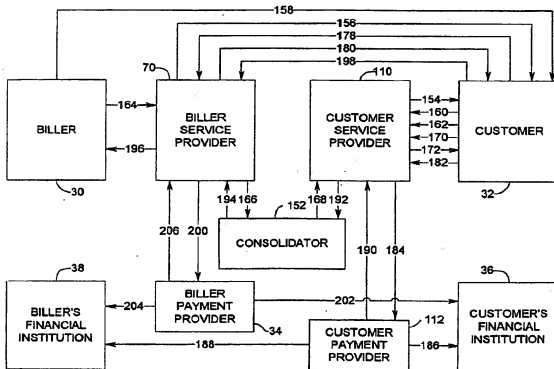 158
156
178
180
198
70
110
BILLER
164
196
30
BILLER
SERVICE
PROVIDER
CUSTOMER
SERVICE
PROVIDER
154
160
162
170
172
182
CUSTOMER
32
194
166
152
168
192
CONSOLIDATOR
206
200
190
184
38
36
BILLER'S
FINANCIAL
INSTITUTION
204
BILLER
PAYMENT
PROVIDER
34
202
CUSTOMER'S
FINANCIAL
INSTITUTION
112
188
CUSTOMER
PAYMENT
PROVIDER
186